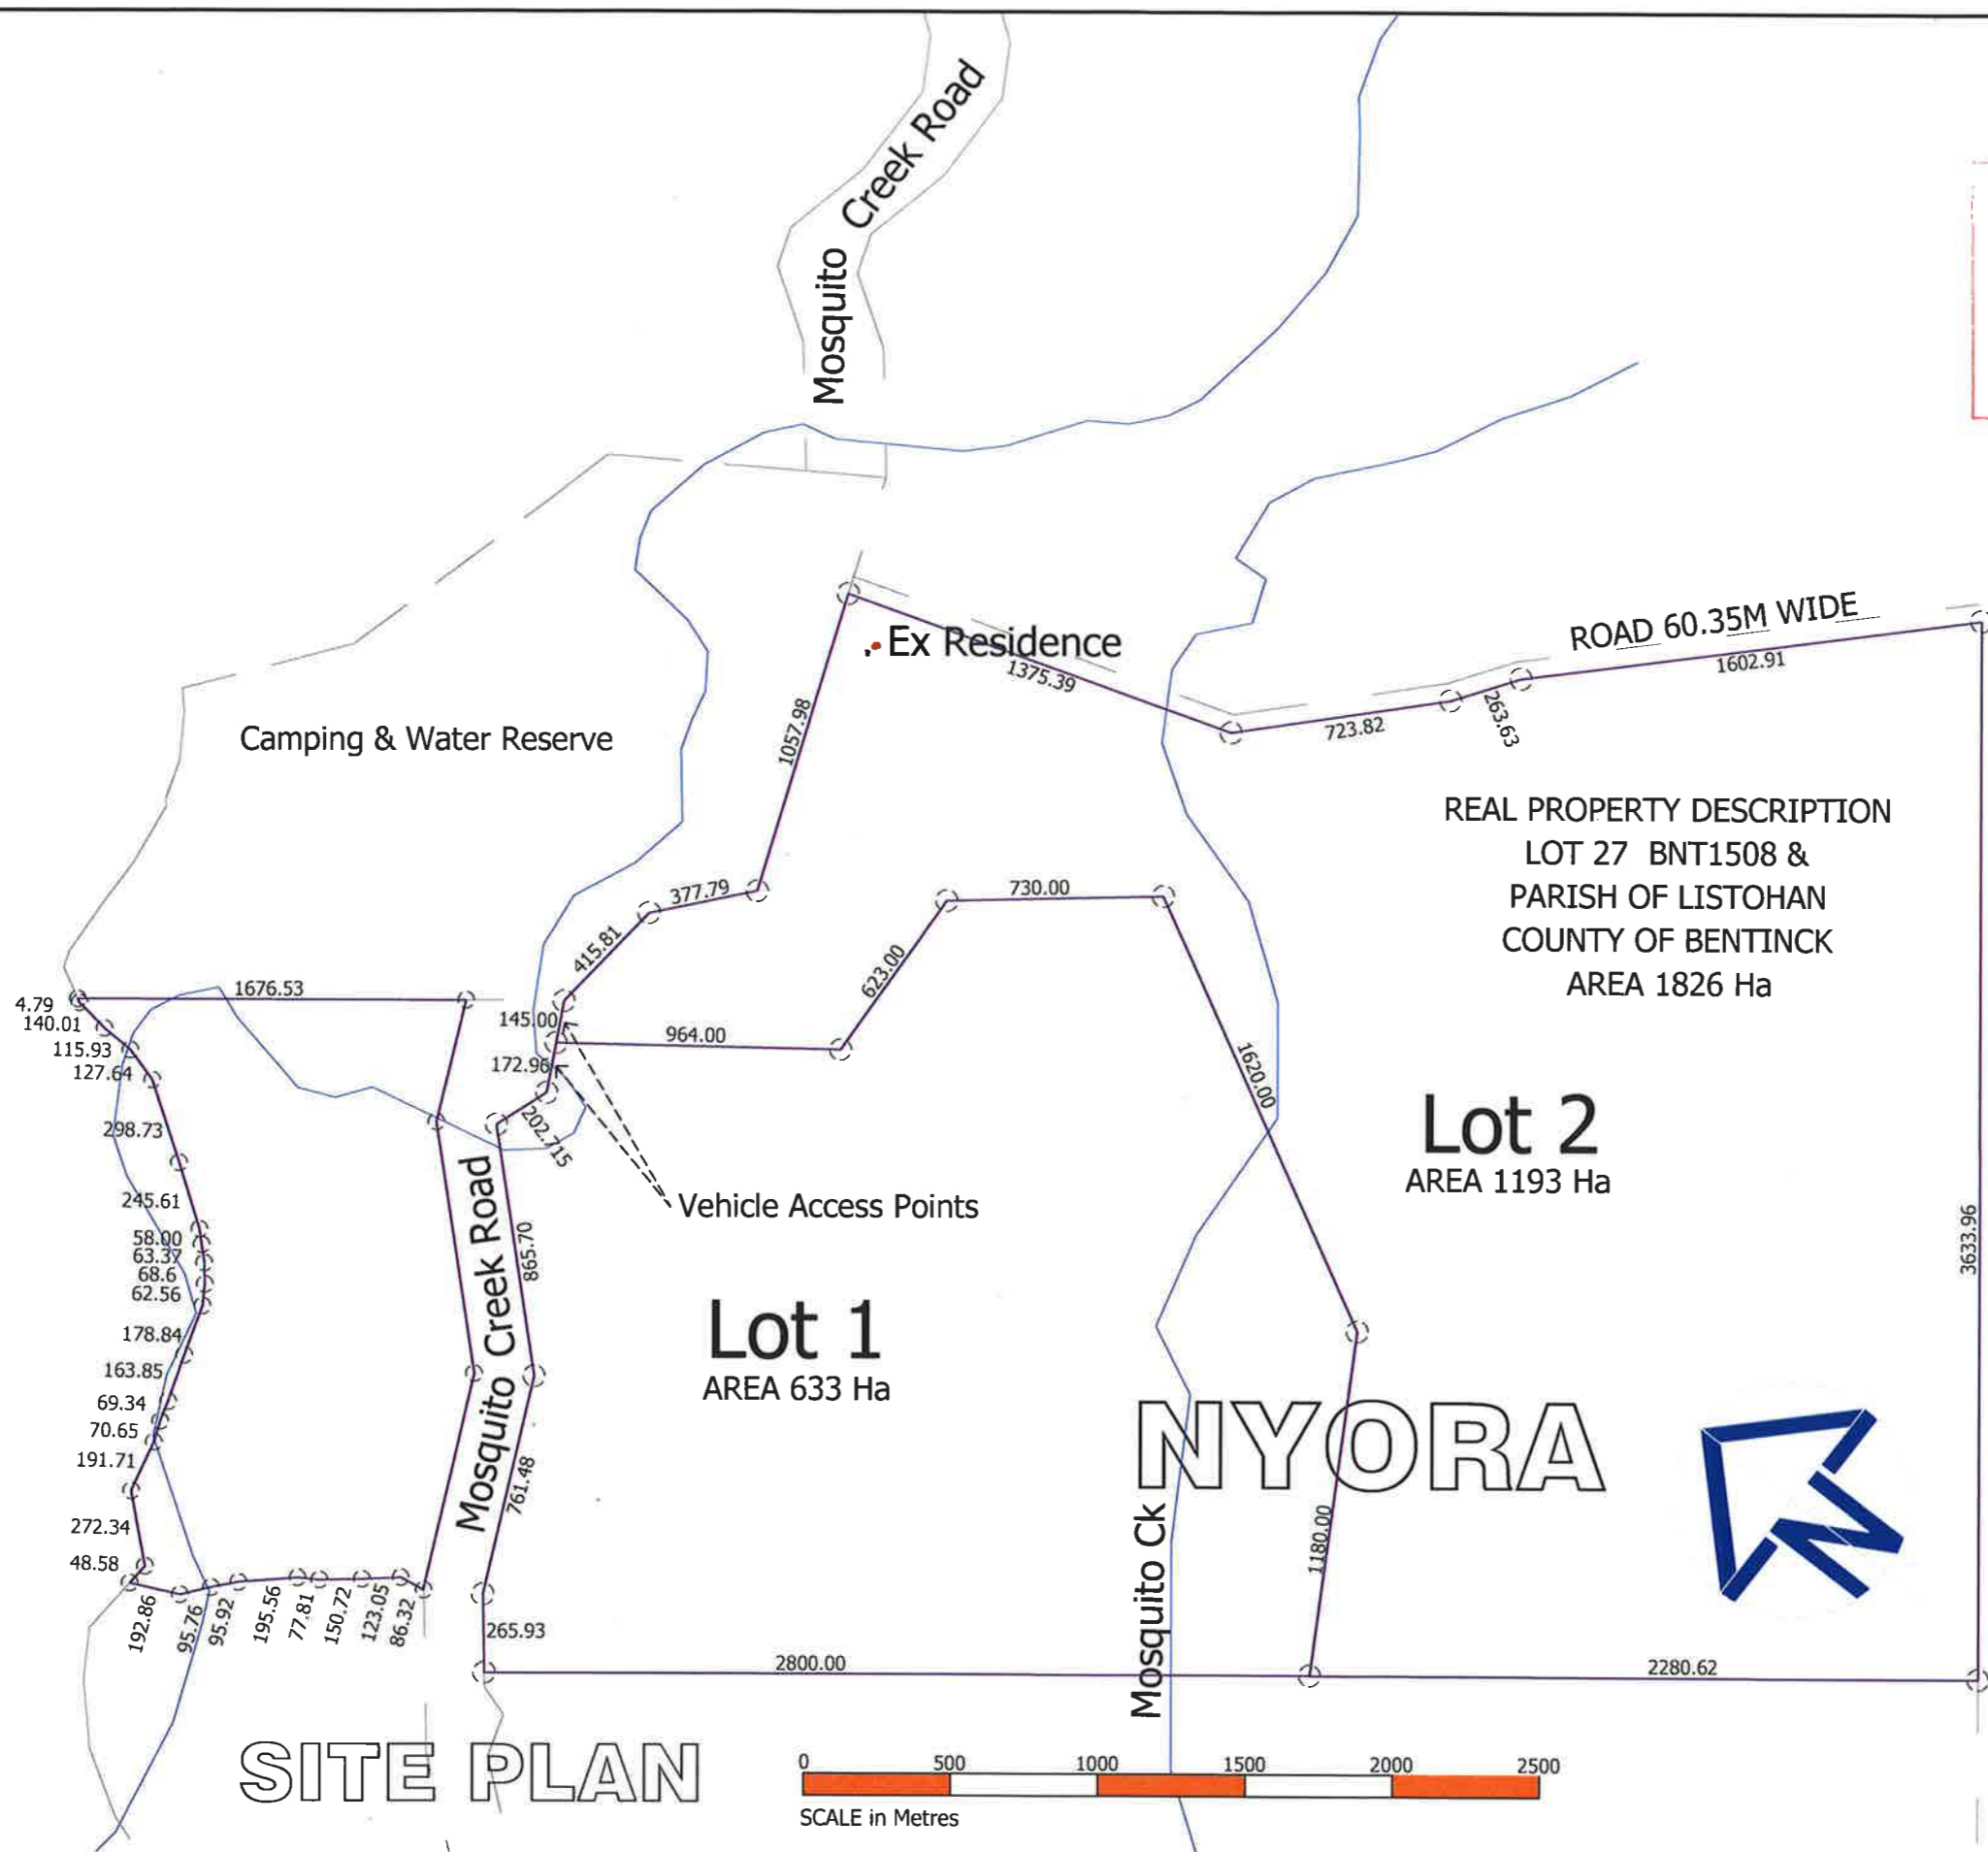 Mosquito Creek Road
Ex Residence
ROAD 60.35M WIDE
1375.39
1602.91
723.82
263.63
1057.98
Camping & Water Reserve
REAL PROPERTY DESCRIPTION
LOT 27 BNT1508 &
PARISH OF LISTOHAN
COUNTY OF BENTINCK
AREA 1826 Ha
377.79
730.00
415.81
623.00
1676.53
4.79
140.01
145.00
964.00
115.93
172.96
127.64
1620.00
202.715
298.73
Lot 2
AREA 1193 Ha
Vehicle Access Points
245.61
58.00
63.37
68.6
62.56
865.70
3633.96
Mosquito Creek Road
178.84
163.85
Lot 1
AREA 633 Ha
69.34
70.65
191.71
761.48
NYORA
N
272.34
48.58
1180.00
Mosquito Ck
192.86
95.76
95.92
195.56
77.81
150.72
123.05
86.32
265.93
2800.00
2280.62
SITE PLAN
0 500 1000 1500 2000 2500
SCALE in Metres